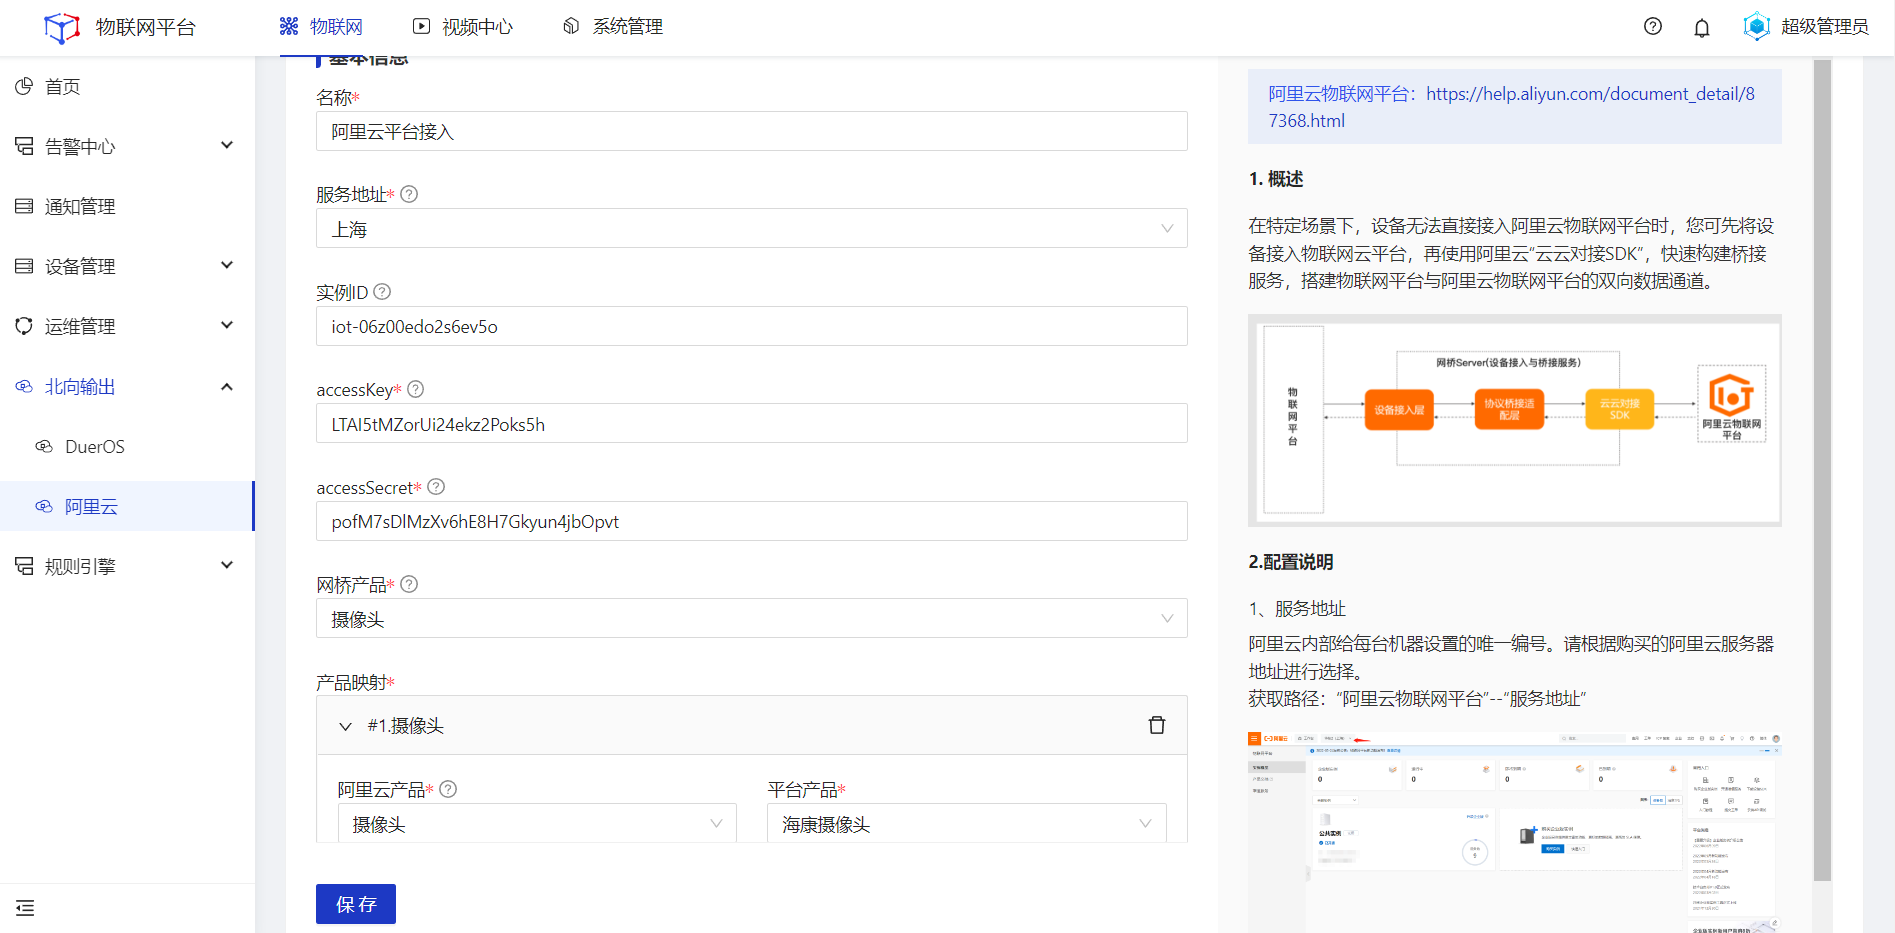 物联网平台
物联网
视频中心
系统管理
超级管理员
首页
告警中心
通知管理
设备管理
运维管理
北向输出
DuerOS
阿里云
规则引擎
基本信息
名称*
阿里云平台接入
服务地址*
上海
实例ID
iot-06z00edo2s6ev5o
accessKey*
LTAI5tMZorUi24ekz2Poks5h
accessSecret*
pofM7sDlMzXv6hE8H7Gkyun4jbOpvt
网桥产品*
摄像头
产品映射*
#1.摄像头
阿里云产品*
平台产品*
摄像头
海康摄像头
保存
阿里云物联网平台：https://help.aliyun.com/document_detail/8
7368.html
1. 概述
在特定场景下，设备无法直接接入阿里云物联网平台时，您可先将设
备接入物联网云平台，再使用阿里云“云云对接SDK”，快速构建桥接
服务，搭建物联网平台与阿里云物联网平台的双向数据通道。
网桥Server(设备接入与桥接服务)
物联网平台
设备接入层
协议桥接适
配层
云云对接
SDK
阿里云物联网
平台
2.配置说明
1、服务地址
阿里云内部给每台机器设置的唯一编号。请根据购买的阿里云服务器
地址进行选择。
获取路径：“阿里云物联网平台”--“服务地址”
公共实例